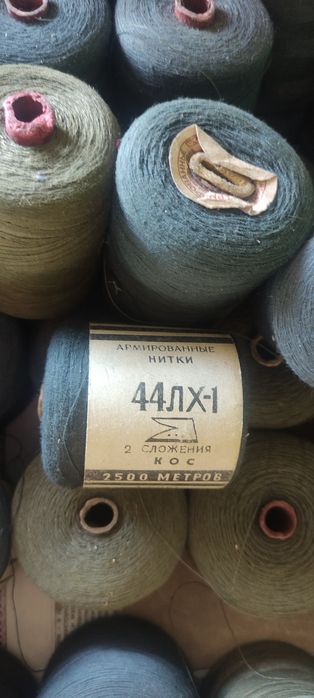 АРМИРОВАННЫЕ
НИТКИ
44ЛХ-1
2 СЛОЖЕНИЯ
КОС
2500 МЕТРОВ